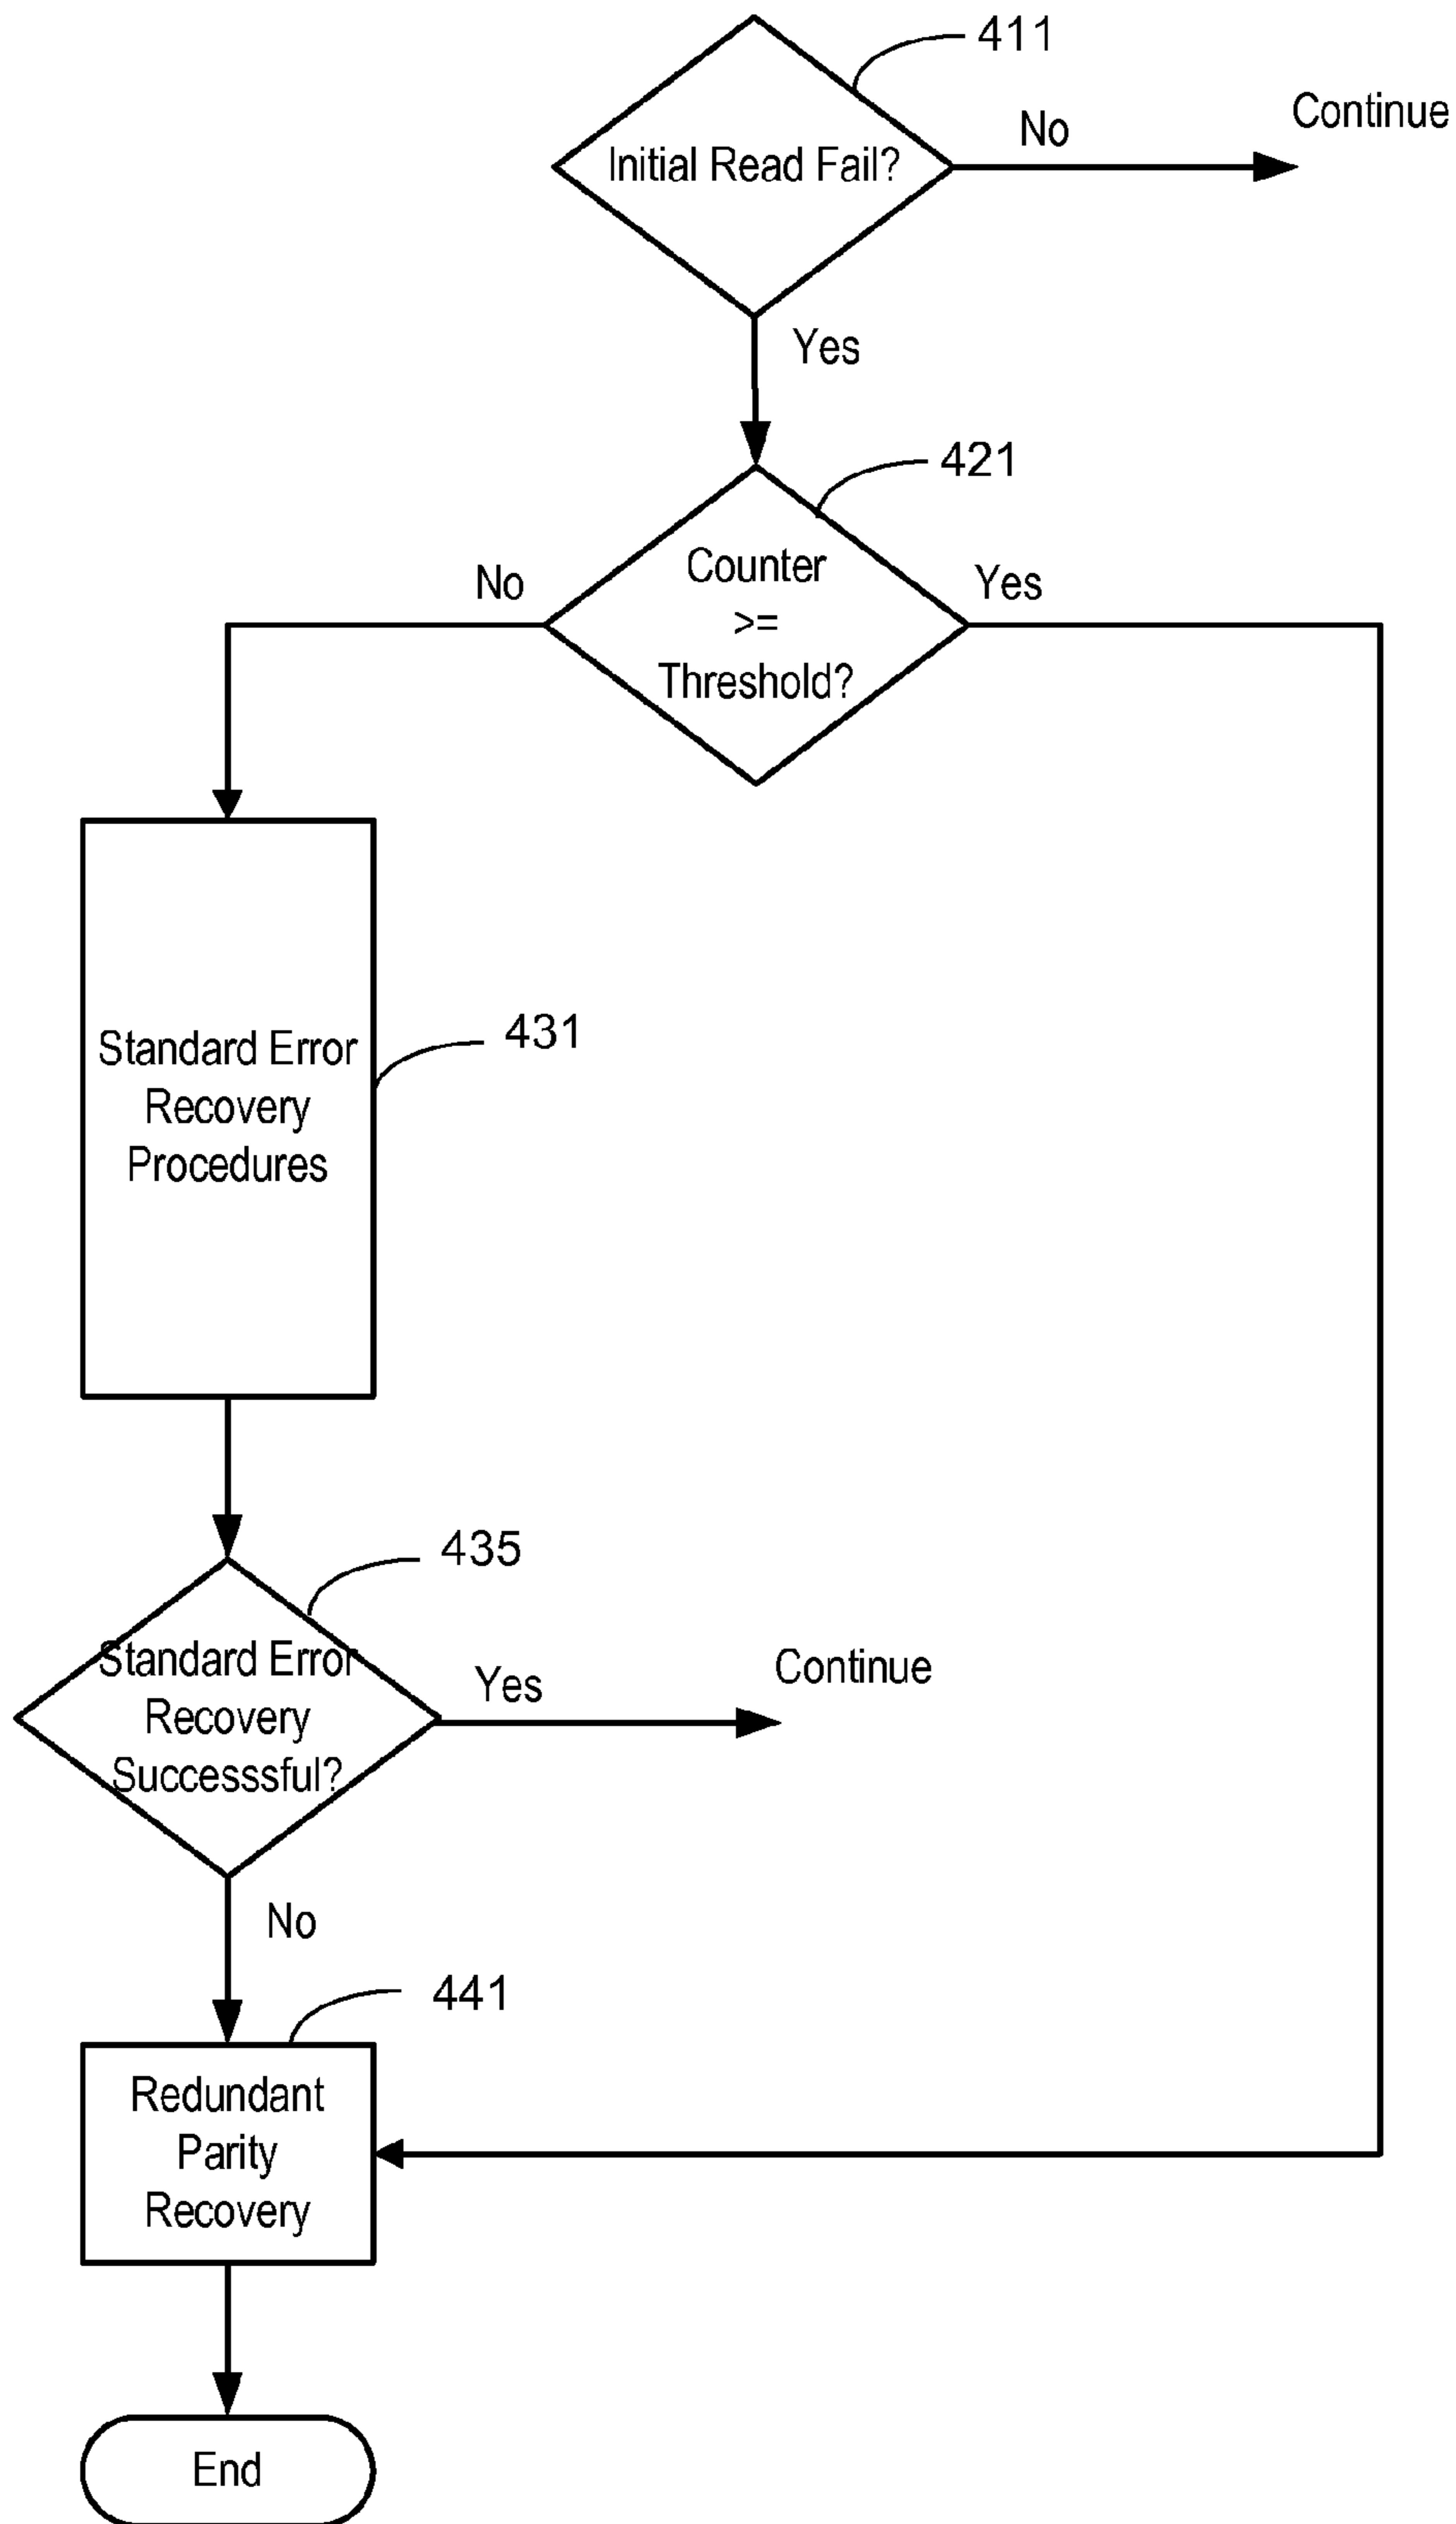 411
Continue
No
Initial Read Fail?
Yes
421
Counter
>=
Threshold?
No
Yes
431
Standard Error
Recovery
Procedures
435
Standard Error
Recovery
Successsful?
Yes
Continue
No
441
Redundant
Parity
Recovery
End